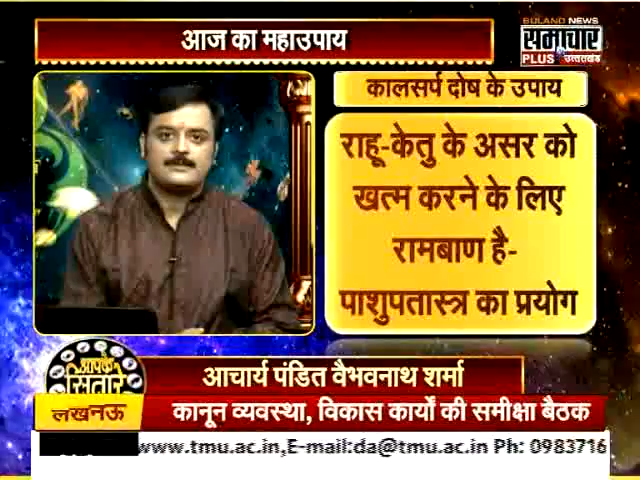 आज का महाउपाय
BULAND NEWS
समाचार
PLUS
उत्तराखंड
कालसर्प दोष के उपाय
राहू-केतु के असर को
खत्म करने के लिए
रामबाण है-
पाशुपतास्त्र का प्रयोग
आपके
सितारे
आचार्य पंडित वैभवनाथ शर्मा
लखनऊ
कानून व्यवस्था, विकास कार्यों की समीक्षा बैठक
www.tmu.ac.in,E-mail:da@tmu.ac.in Ph: 0983716